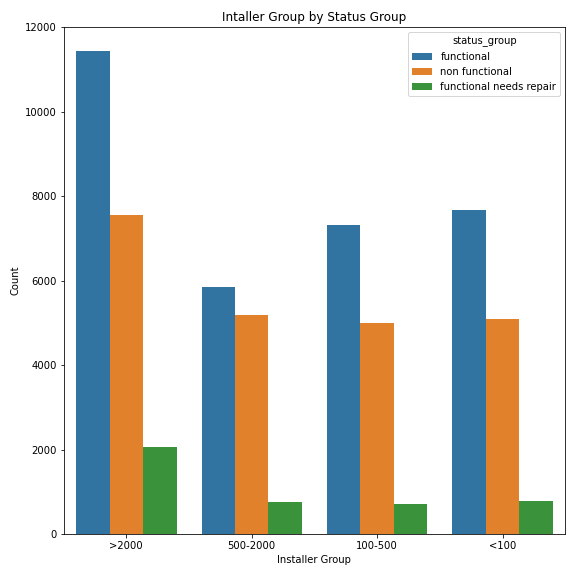 Intaller Group by Status Group
status_group
functional
non functional
functional needs repair
12000
10000
8000
6000
4000
2000
0
Count
>2000
500-2000
100-500
<100
Installer Group